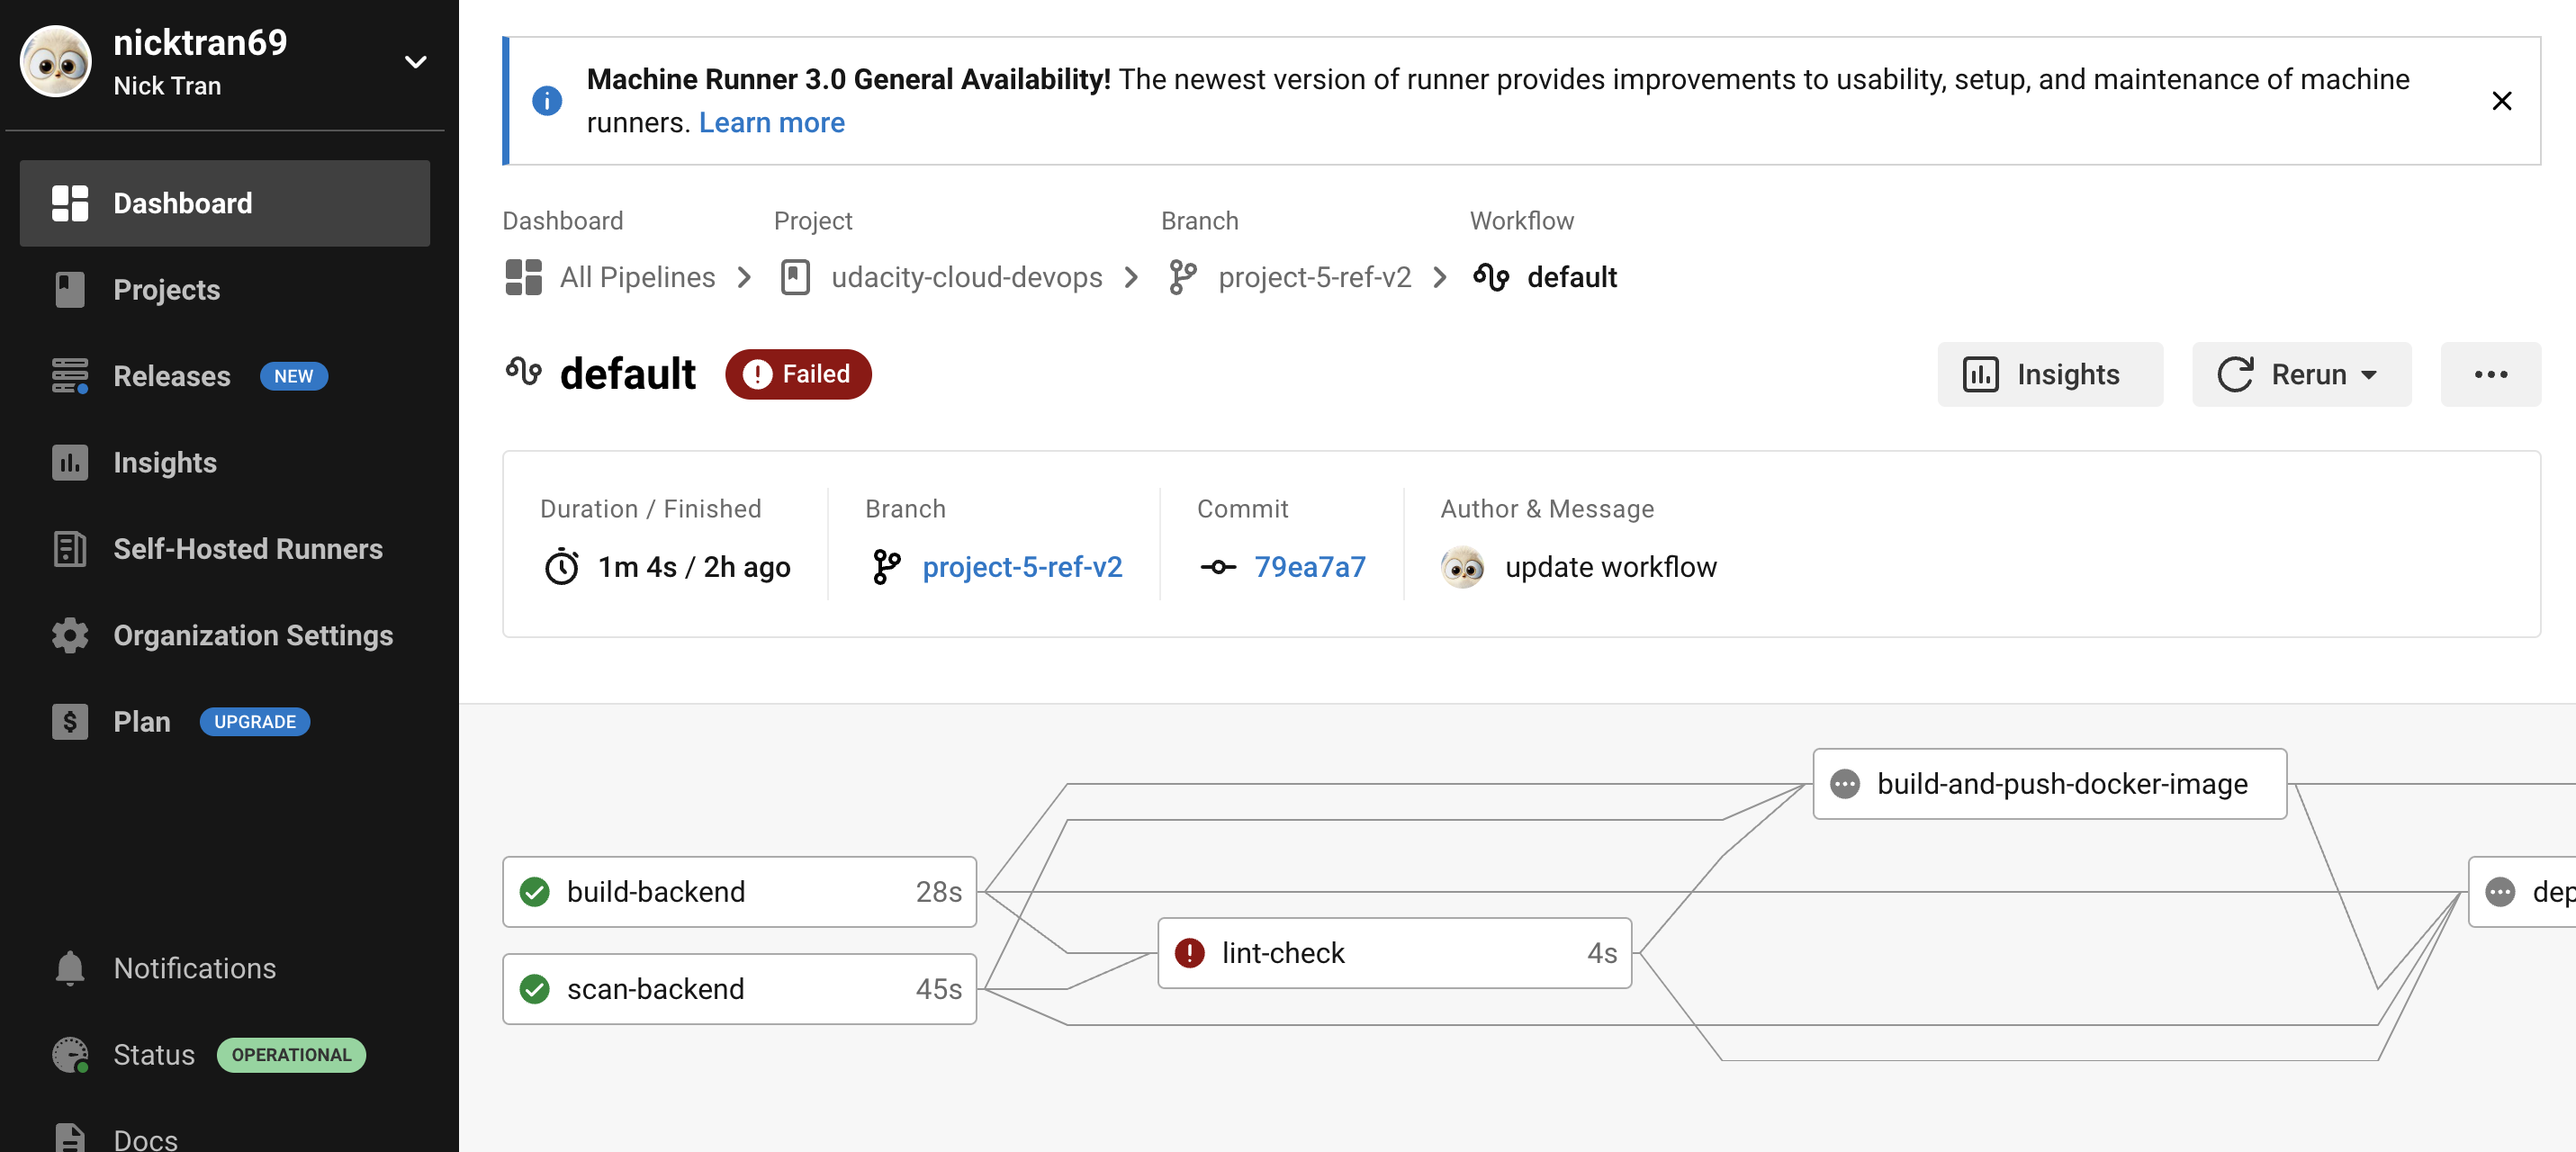 nicktran69
Nick Tran
Dashboard
Projects
Releases NEW
Insights
Self-Hosted Runners
Organization Settings
Plan UPGRADE
Notifications
Status OPERATIONAL
Docs
Machine Runner 3.0 General Availability! The newest version of runner provides improvements to usability, setup, and maintenance of machine
runners. Learn more
Dashboard Project Branch Workflow
All Pipelines udacity-cloud-devops project-5-ref-v2 default
default Failed Insights Rerun
Duration / Finished Branch Commit Author & Message
1m 4s / 2h ago project-5-ref-v2 79ea7a7 update workflow
build-and-push-docker-image
build-backend 28s
dep
lint-check 4s
scan-backend 45s